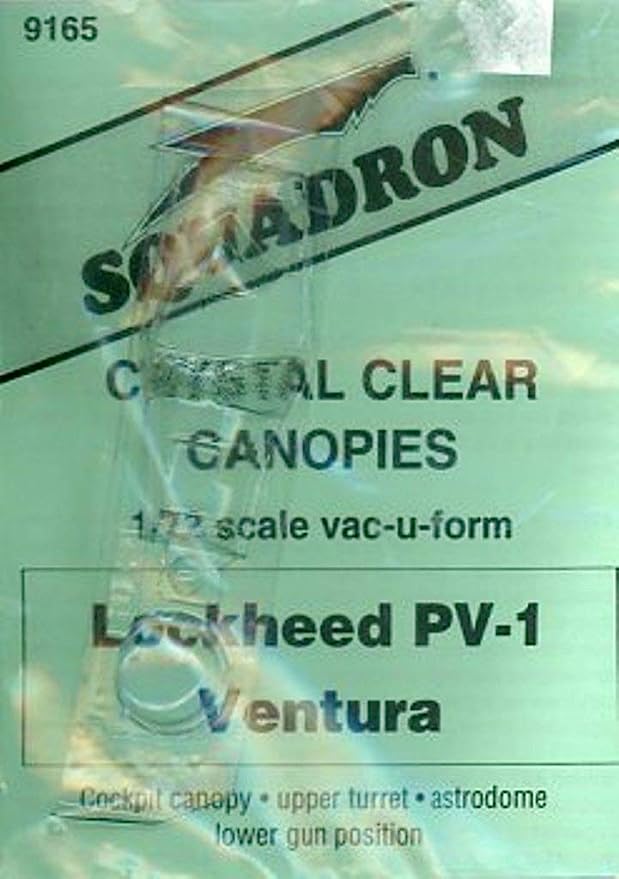 9165
SQUADRON
CRYSTAL CLEAR
CANOPIES
1/72 scale vac-u-form
Lockheed PV-1
Ventura
Cockpit canopy • upper turret • astrodome
lower gun position